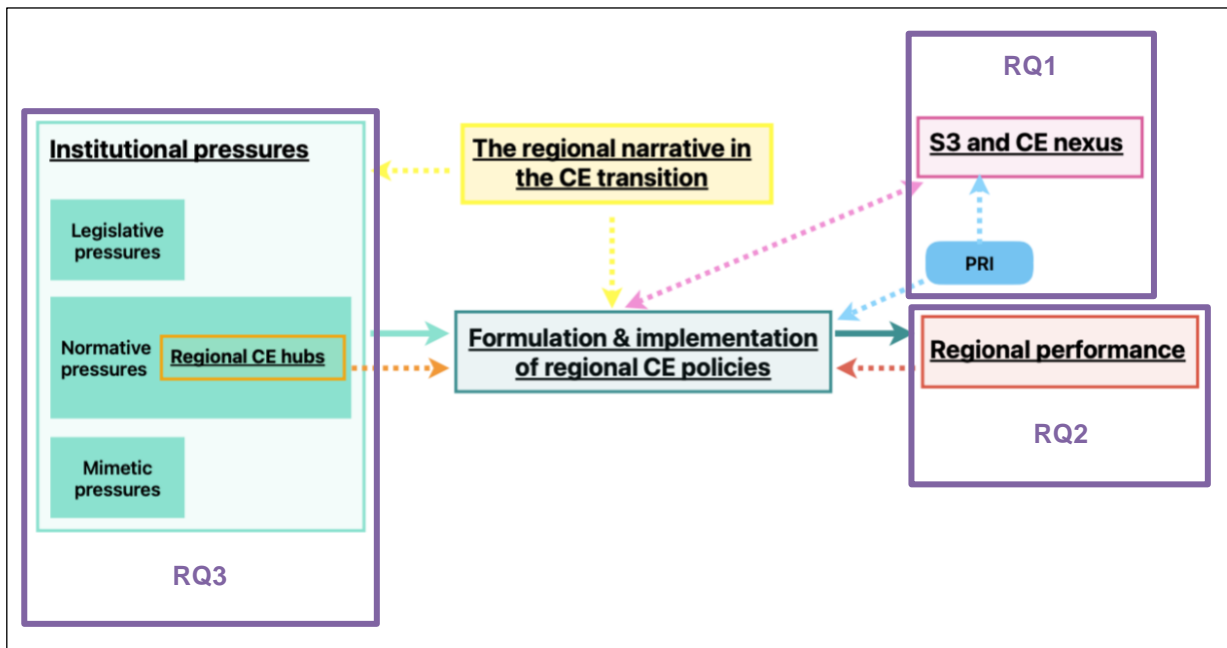 RQ1
Institutional pressures
The regional narrative in
the CE transition
S3 and CE nexus
Legislative
pressures
PRI
Normative
pressures
Regional CE hubs
Formulation & implementation
of regional CE policies
Regional performance
RQ2
Mimetic
pressures
RQ3